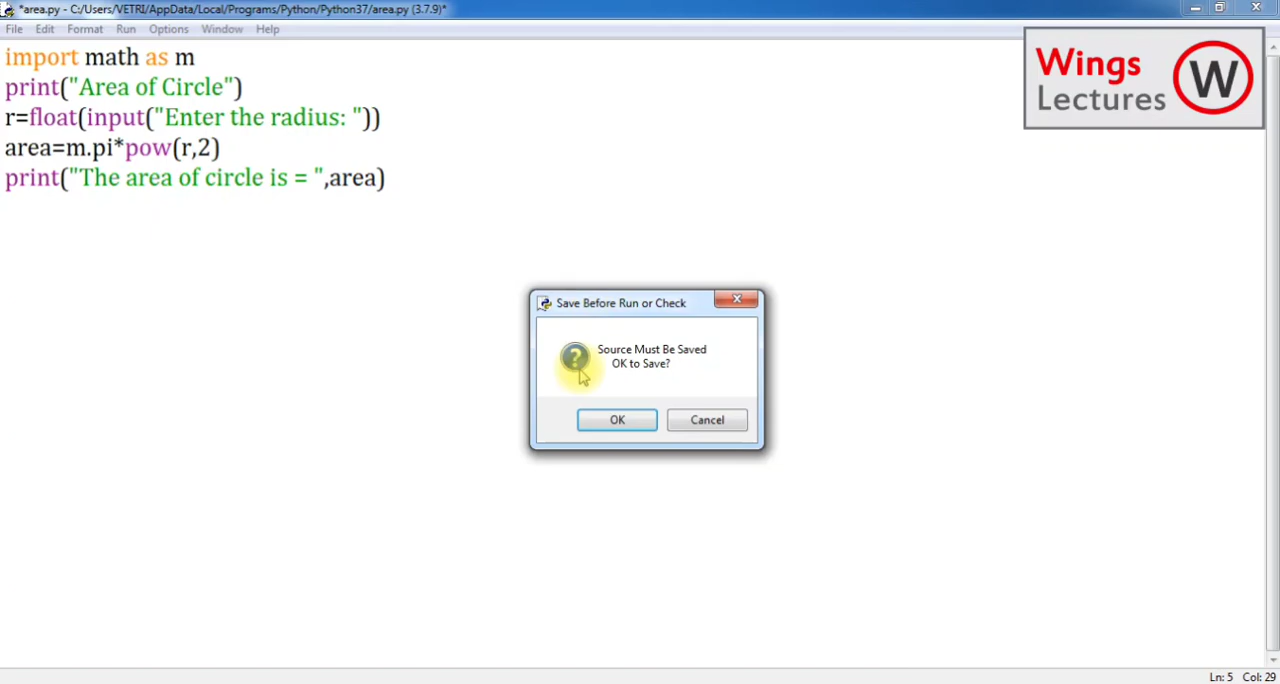 *area.py - C:/Users/VETRI/AppData/Local/Programs/Python/Python37/area.py (3.7.9)*
File Edit Format Run Options Window Help
import math as m
print("Area of Circle")
r=float(input("Enter the radius: "))
area=m.pi*pow(r,2)
print("The area of circle is = ",area)
Wings
Lectures
W
Save Before Run or Check
Source Must Be Saved
OK to Save?
OK Cancel
Ln: 5 Col: 29